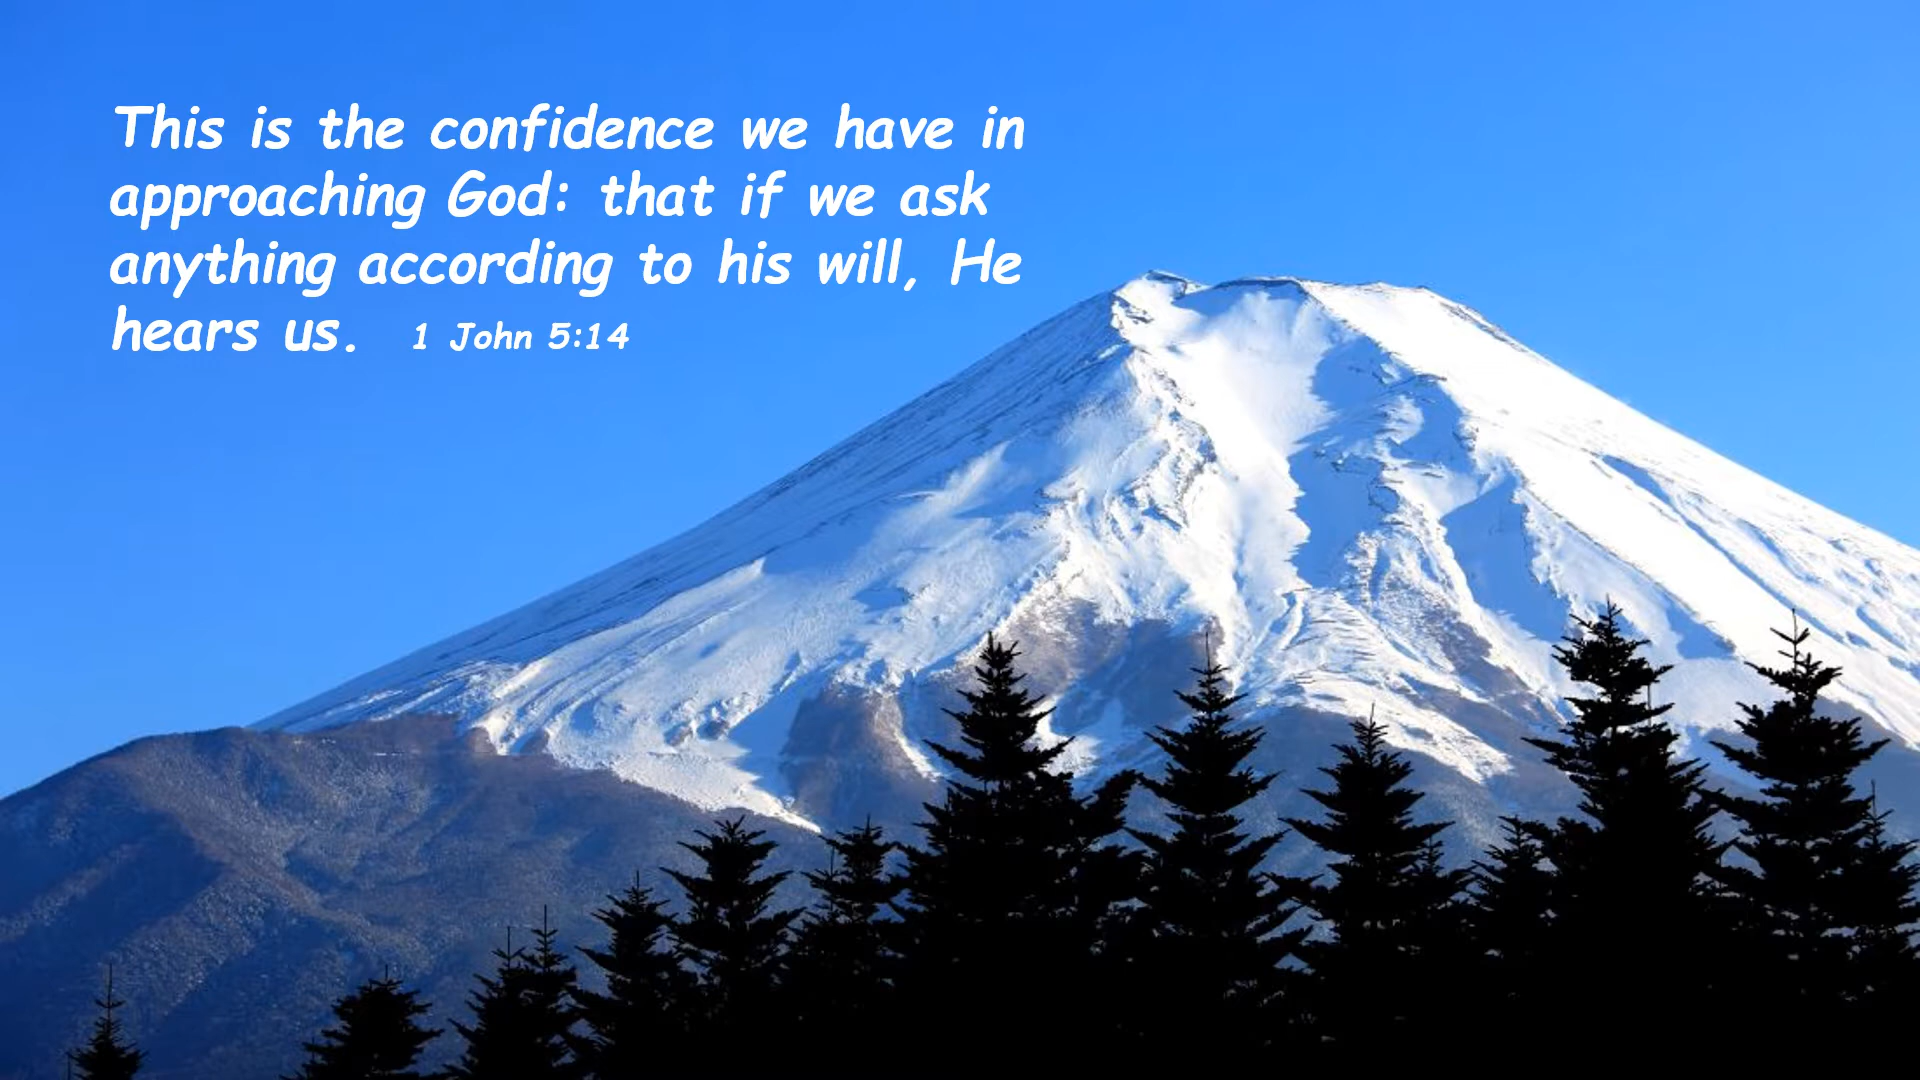 This is the confidence we have in
approaching God: that if we ask
anything according to his will, He
hears us. 1 John 5:14